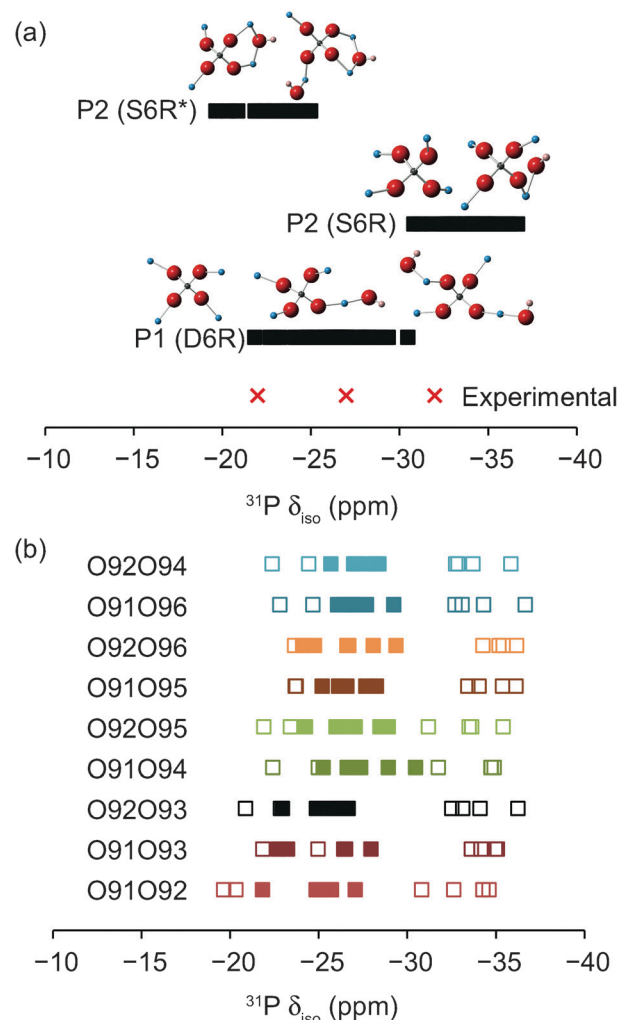 (a)
P2 (S6R*)
P2 (S6R)
P1 (D6R)
Experimental
−10 −15 −20 −25 −30 −35 −40
³¹P δiso (ppm)
(b)
O92O94
O91O96
O92O96
O91O95
O92O95
O91O94
O92O93
O91O93
O91O92
−10 −15 −20 −25 −30 −35 −40
³¹P δiso (ppm)